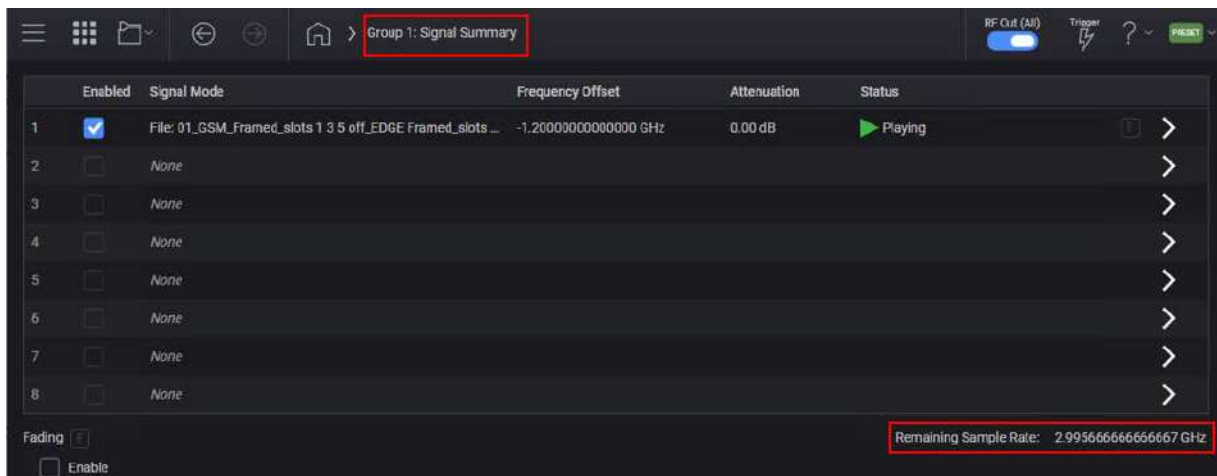 Group 1: Signal Summary
RF Out (All)
Trigger
?
PRESET
Enabled Signal Mode Frequency Offset Attenuation Status
1 File: 01_GSM_Framed_slots 1 3 5 off_EDGE Framed_slots ... -1.20000000000000 GHz 0.00 dB Playing
2 None
3 None
4 None
5 None
6 None
7 None
8 None
Fading F
Remaining Sample Rate: 2.995666666666667 GHz
Enable